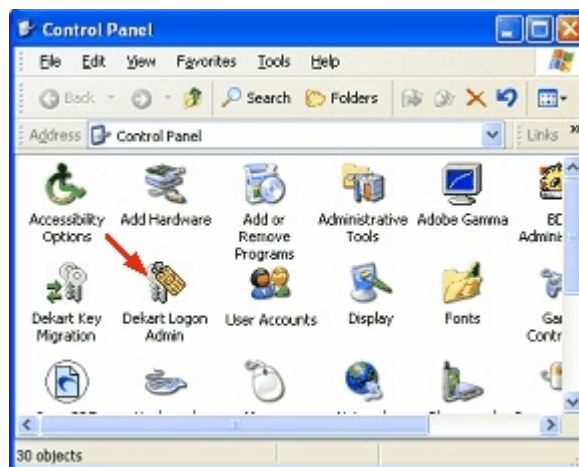 Control Panel
File Edit View Favorites Tools Help
Back Search Folders
Address Control Panel Links
Accessibility Options Add Hardware Add or Remove Programs Administrative Tools Adobe Gamma
Dekart Key Migration Dekart Logon Admin User Accounts Display Fonts
30 objects